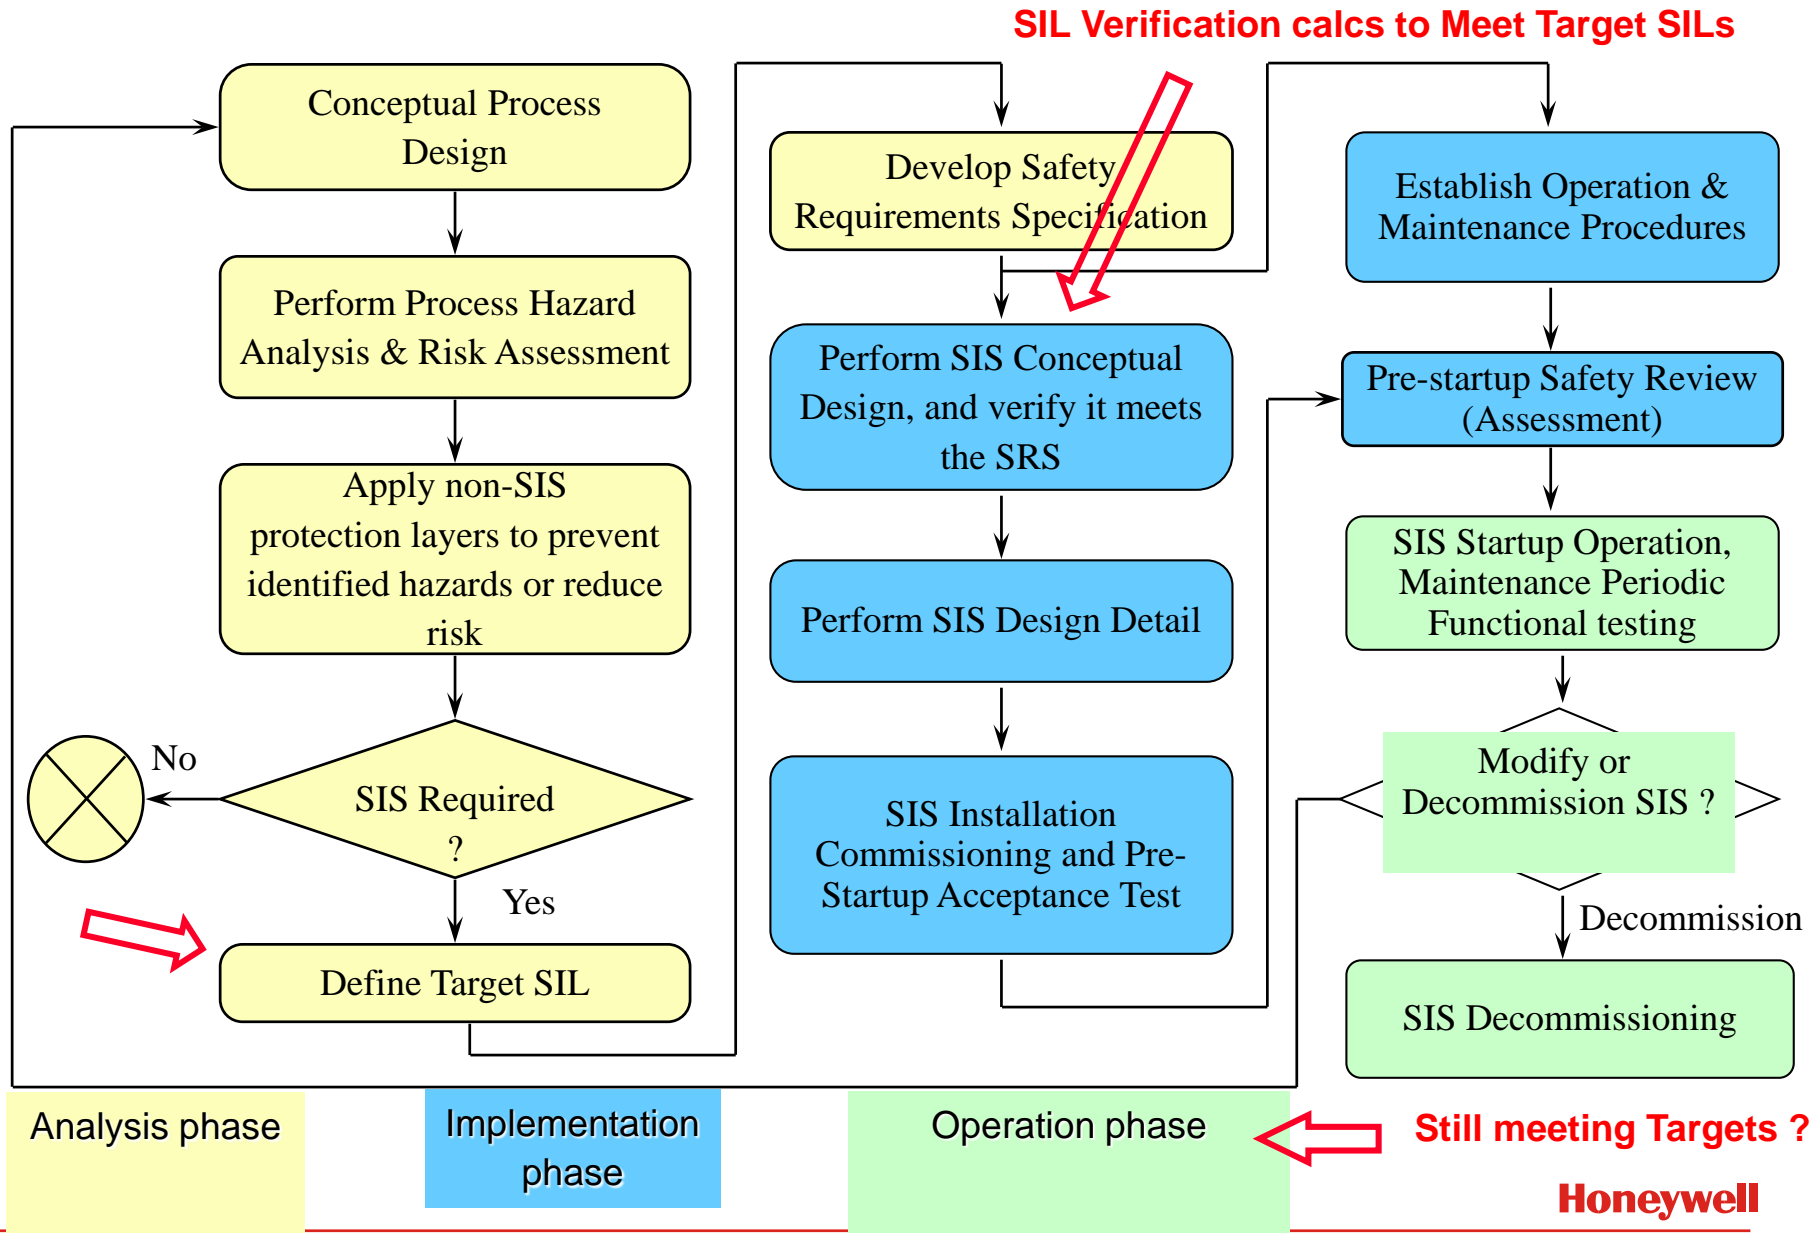 SIL Verification calcs to Meet Target SILs
Conceptual Process
Design
Perform Process Hazard
Analysis & Risk Assessment
Apply non-SIS
protection layers to prevent
identified hazards or reduce
risk
No
SIS Required
?
Yes
Define Target SIL
Develop Safety
Requirements Specification
Perform SIS Conceptual
Design, and verify it meets
the SRS
Perform SIS Design Detail
SIS Installation
Commissioning and Pre-
Startup Acceptance Test
Establish Operation &
Maintenance Procedures
Pre-startup Safety Review
(Assessment)
SIS Startup Operation,
Maintenance Periodic
Functional testing
Modify or
Decommission SIS ?
Decommission
SIS Decommissioning
Analysis phase
Implementation
phase
Operation phase
Still meeting Targets ?
Honeywell